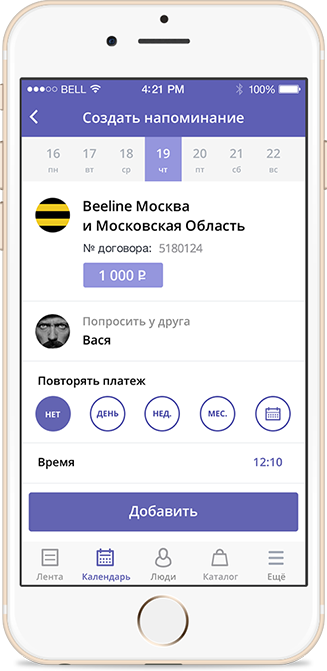 BELL 4:21 PM 100%
Создать напоминание
16 17 18 19 20 21 22
пн вт ср чт пт сб вс
Beeline Москва
и Московская Область
№ договора: 5180124
1 000 ₽
Попросить у друга
Вася
Повторять платеж
НЕТ ДЕНЬ НЕД. МЕС.
Время 12:10
Добавить
Лента Календарь Люди Каталог Ещё